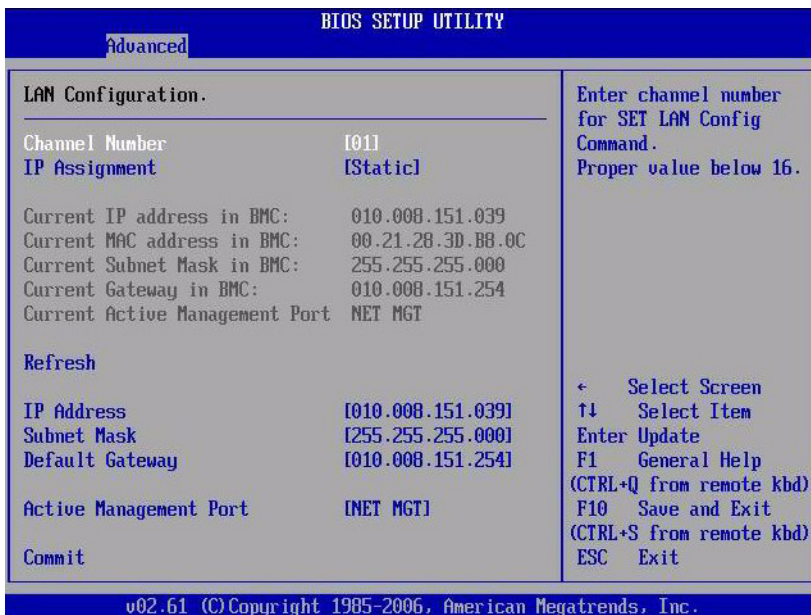 BIOS SETUP UTILITY
Advanced
LAN Configuration.
Channel Number [01]
IP Assignment [Static]
Current IP address in BMC: 010.008.151.039
Current MAC address in BMC: 00.21.28.3D.B8.0C
Current Subnet Mask in BMC: 255.255.255.000
Current Gateway in BMC: 010.008.151.254
Current Active Management Port NET MGT
Refresh
IP Address [010.008.151.039]
Subnet Mask [255.255.255.000]
Default Gateway [010.008.151.254]
Active Management Port [NET MGT]
Commit
Enter channel number
for SET LAN Config
Command.
Proper value below 16.
← Select Screen
↑↓ Select Item
Enter Update
F1 General Help
(CTRL+Q from remote kbd)
F10 Save and Exit
(CTRL+S from remote kbd)
ESC Exit
v02.61 (C)Copyright 1985-2006, American Megatrends, Inc.